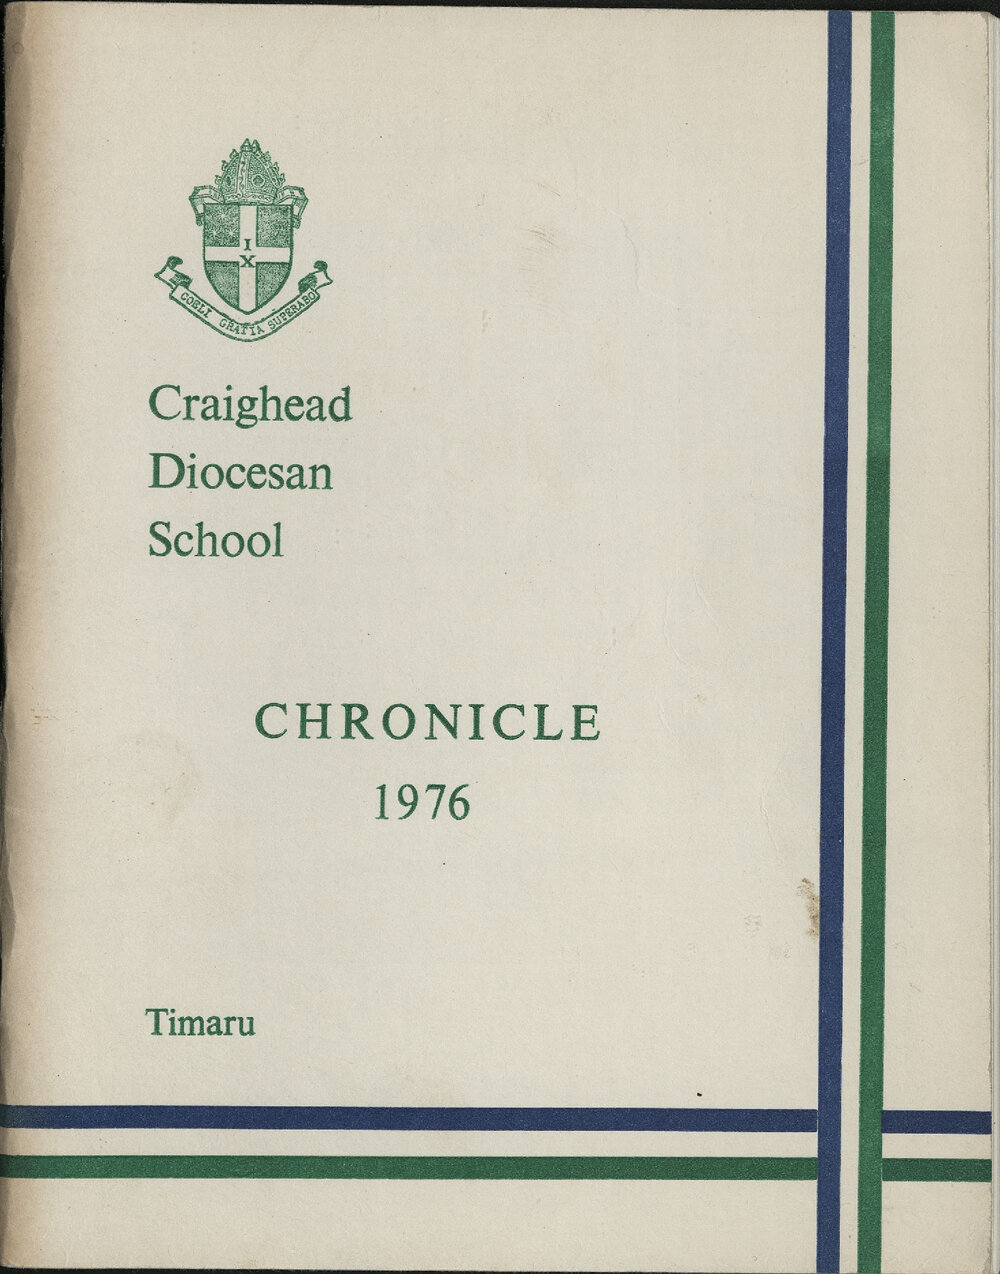 I
X
COELI GRATIA SUPERABO
Craighead
Diocesan
School
CHRONICLE
1976
Timaru